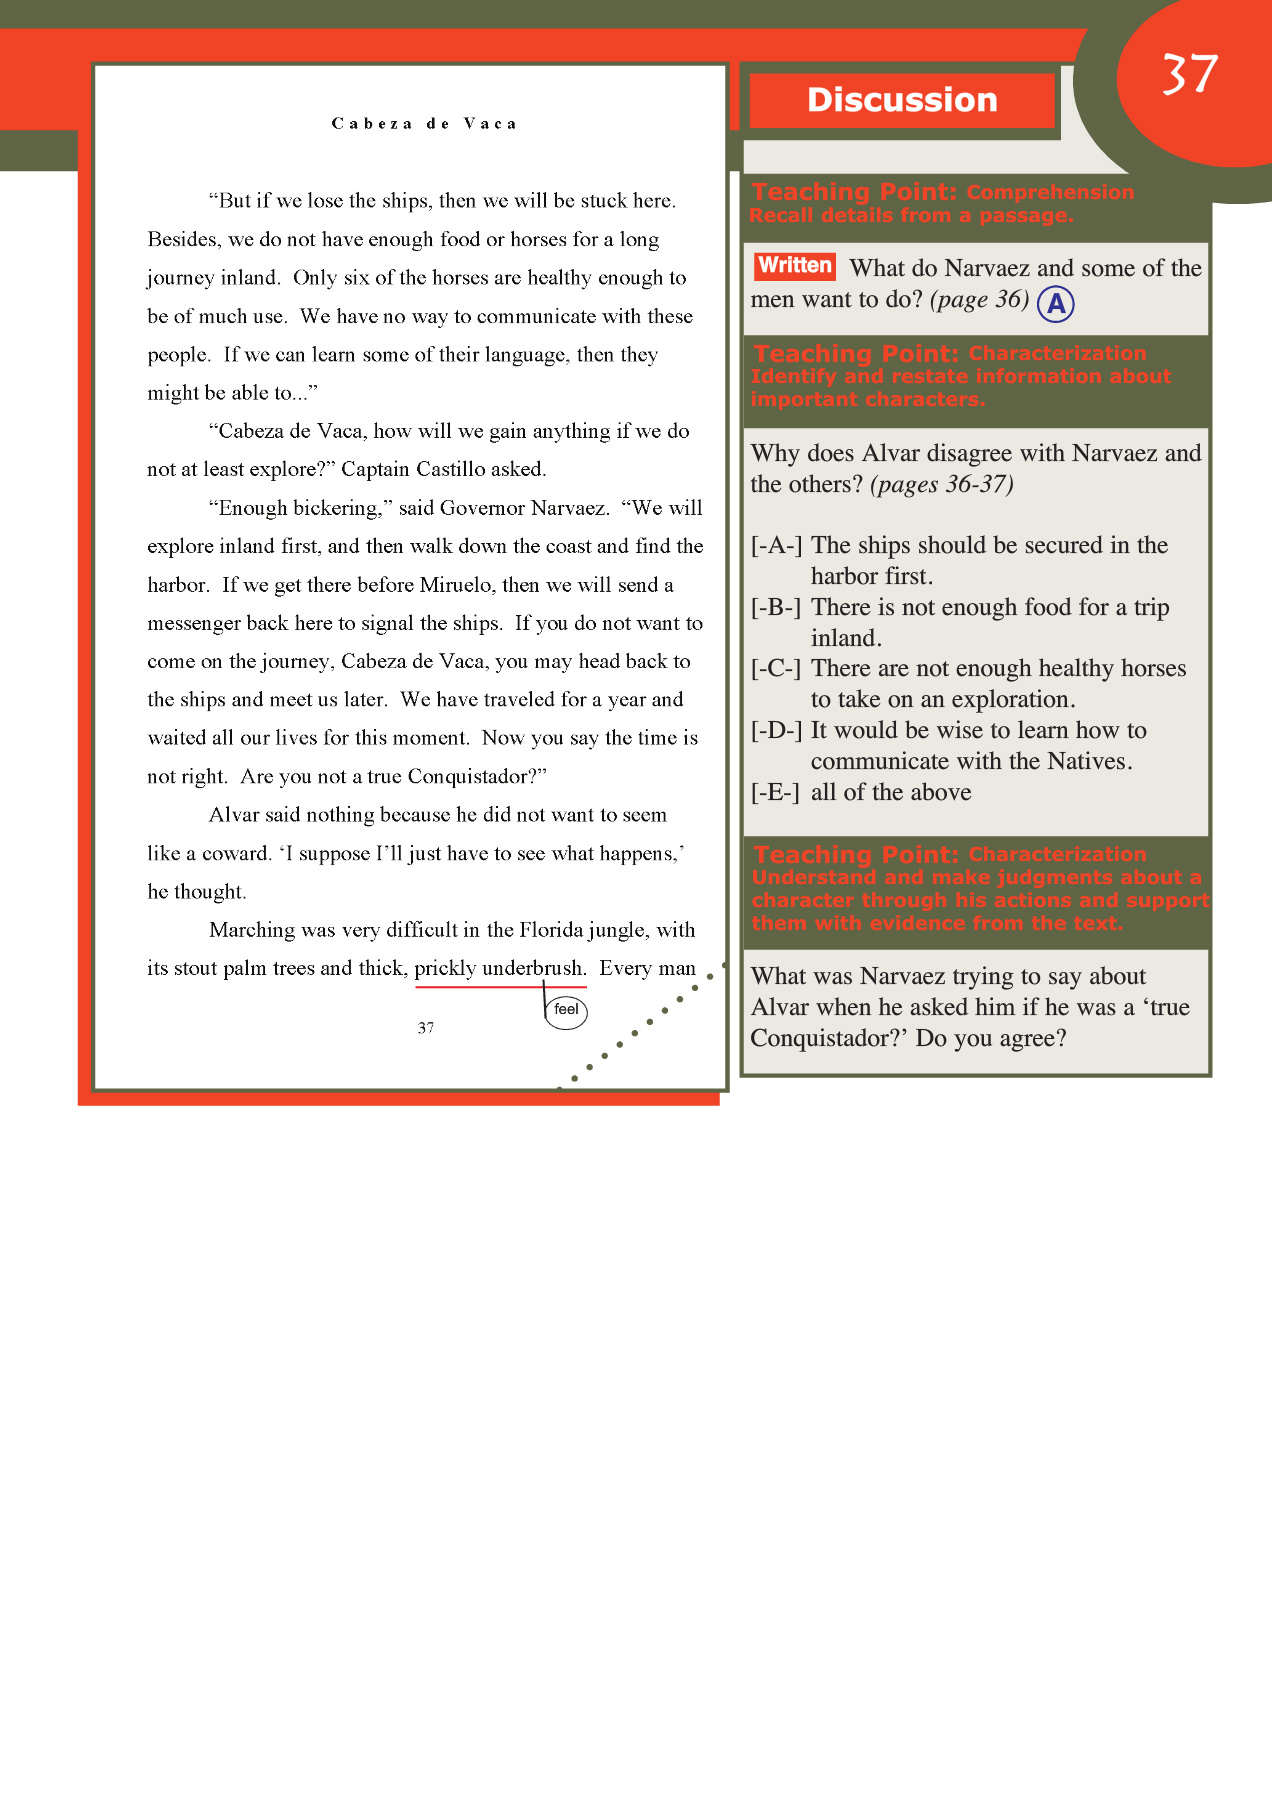 37
Cabeza de Vaca
“But if we lose the ships, then we will be stuck here.
Besides, we do not have enough food or horses for a long
journey inland.  Only six of the horses are healthy enough to
be of much use.  We have no way to communicate with these
people.  If we can learn some of their language, then they
might be able to...”
“Cabeza de Vaca, how will we gain anything if we do
not at least explore?” Captain Castillo asked.
“Enough bickering,” said Governor Narvaez.  “We will
explore inland first, and then walk down the coast and find the
harbor.  If we get there before Miruelo, then we will send a
messenger back here to signal the ships.  If you do not want to
come on the journey, Cabeza de Vaca, you may head back to
the ships and meet us later.  We have traveled for a year and
waited all our lives for this moment.  Now you say the time is
not right.  Are you not a true Conquistador?”
Alvar said nothing because he did not want to seem
like a coward. ‘I suppose I’ll just have to see what happens,’
he thought.
Marching was very difficult in the Florida jungle, with
its stout palm trees and thick, prickly underbrush.  Every man
feel
37
Discussion
Teaching Point: Comprehension
Recall details from a passage.
Written What do Narvaez and some of the
men want to do? (page 36) A
Teaching Point: Characterization
Identify and restate information about
important characters.
Why does Alvar disagree with Narvaez and
the others? (pages 36-37)
[-A-] The ships should be secured in the
harbor first.
[-B-] There is not enough food for a trip
inland.
[-C-] There are not enough healthy horses
to take on an exploration.
[-D-] It would be wise to learn how to
communicate with the Natives.
[-E-] all of the above
Teaching Point: Characterization
Understand and make judgments about a
character through his actions and support
them with evidence from the text.
What was Narvaez trying to say about
Alvar when he asked him if he was a ‘true
Conquistador?’ Do you agree?